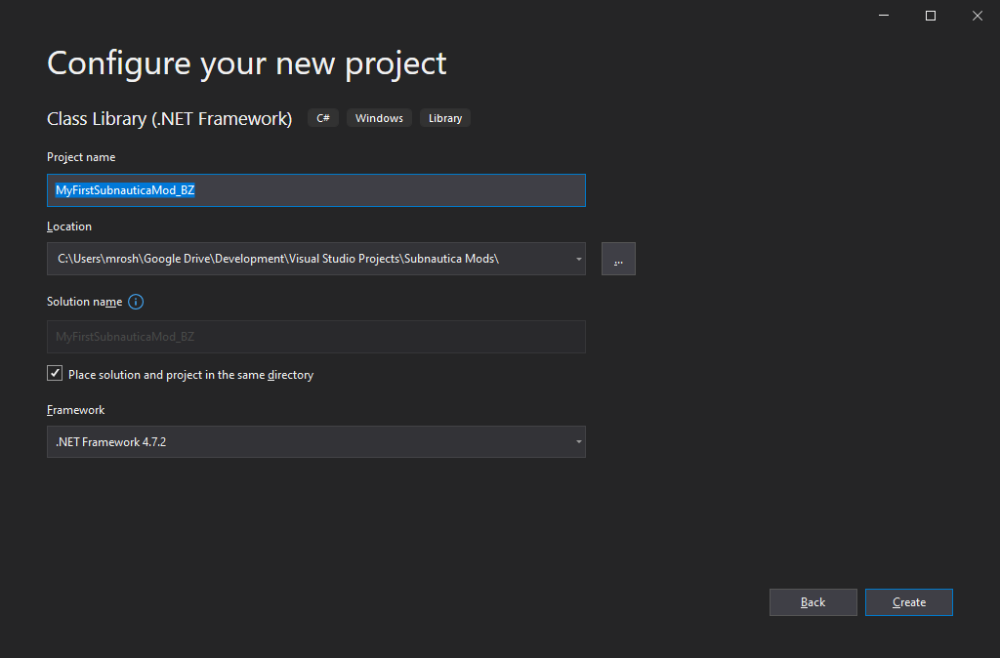 Configure your new project
Class Library (.NET Framework) C# Windows Library
Project name
MyFirstSubnauticaMod_BZ
Location
C:\Users\mrosh\Google Drive\Development\Visual Studio Projects\Subnautica Mods\
...
Solution name
MyFirstSubnauticaMod_BZ
Place solution and project in the same directory
Framework
.NET Framework 4.7.2
Back Create